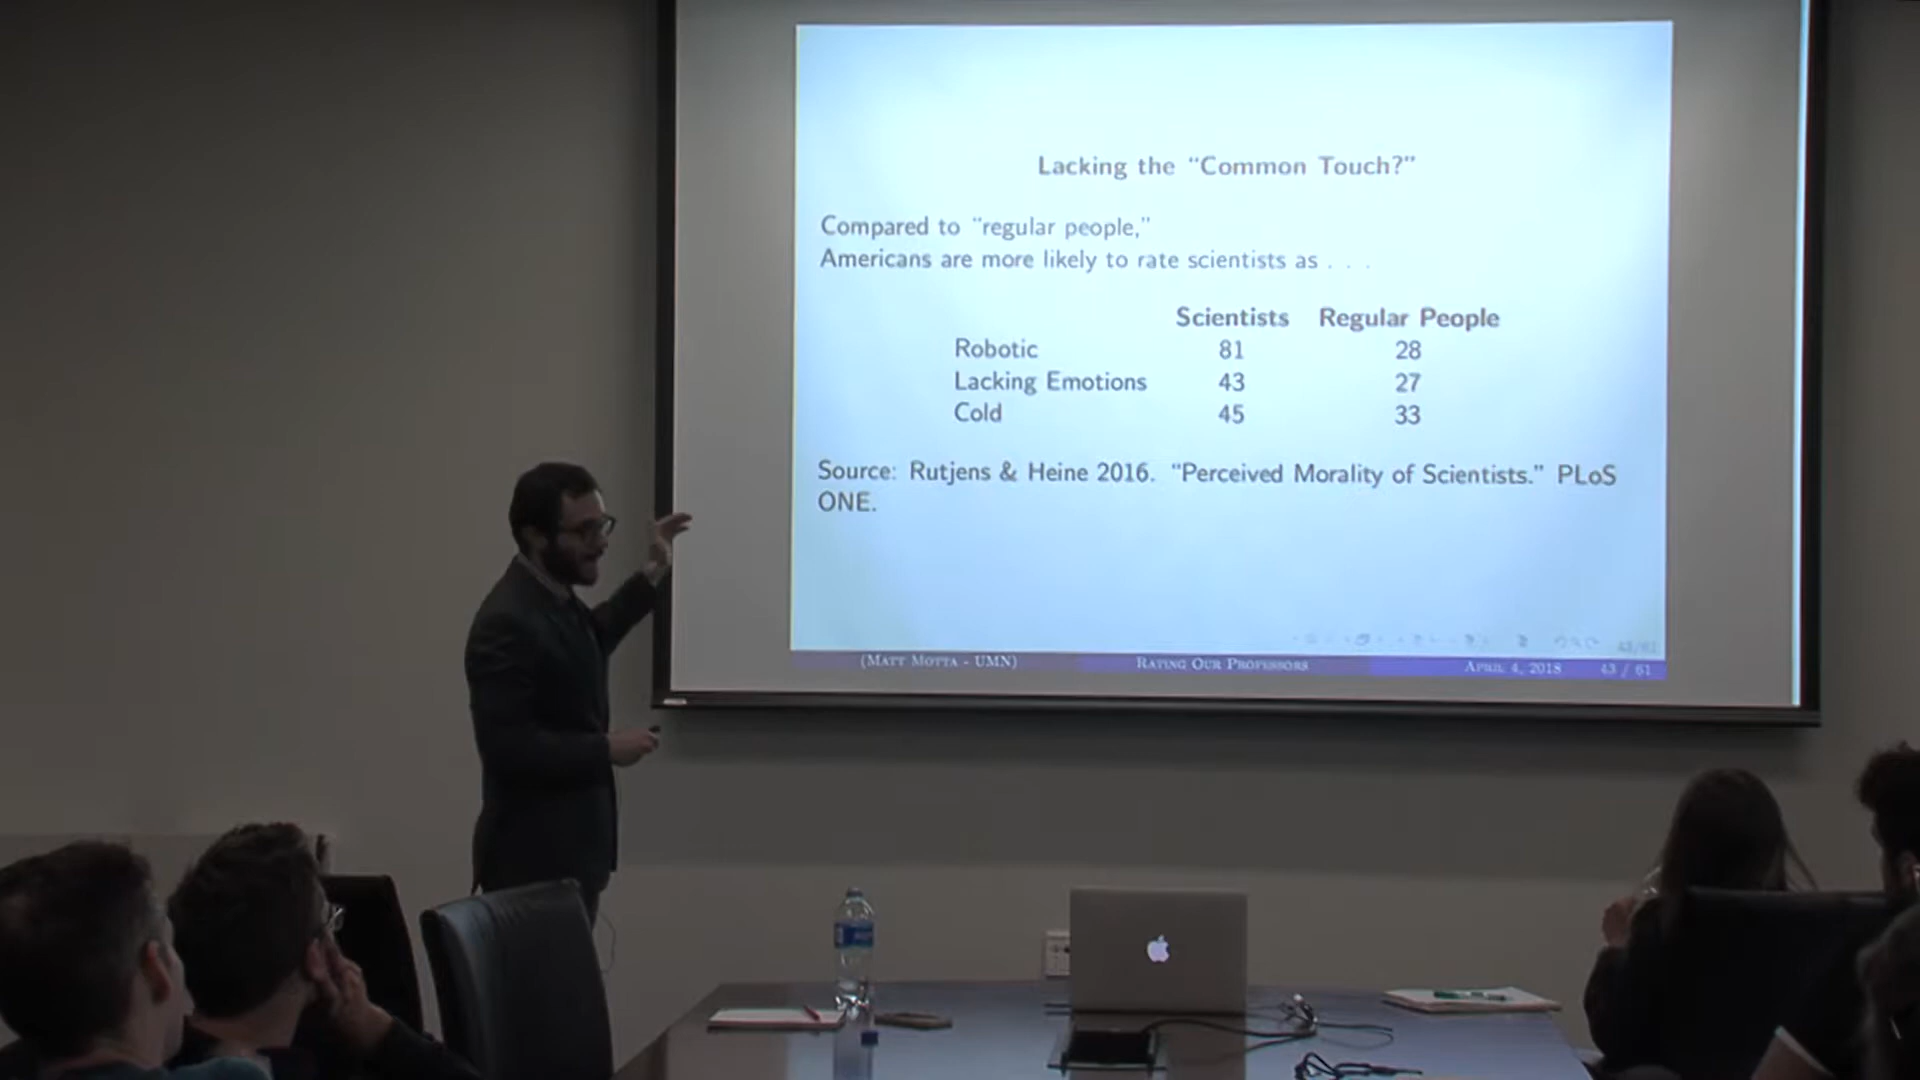 Lacking the “Common Touch?”
Compared to “regular people,”
Americans are more likely to rate scientists as . . .
Scientists Regular People
Robotic 81 28
Lacking Emotions 43 27
Cold 45 33
Source: Rutjens & Heine 2016. “Perceived Morality of Scientists.” PLoS
ONE.
43/61
(Matt Motta - UMN) Rating Our Professors April 4, 2018 43 / 61